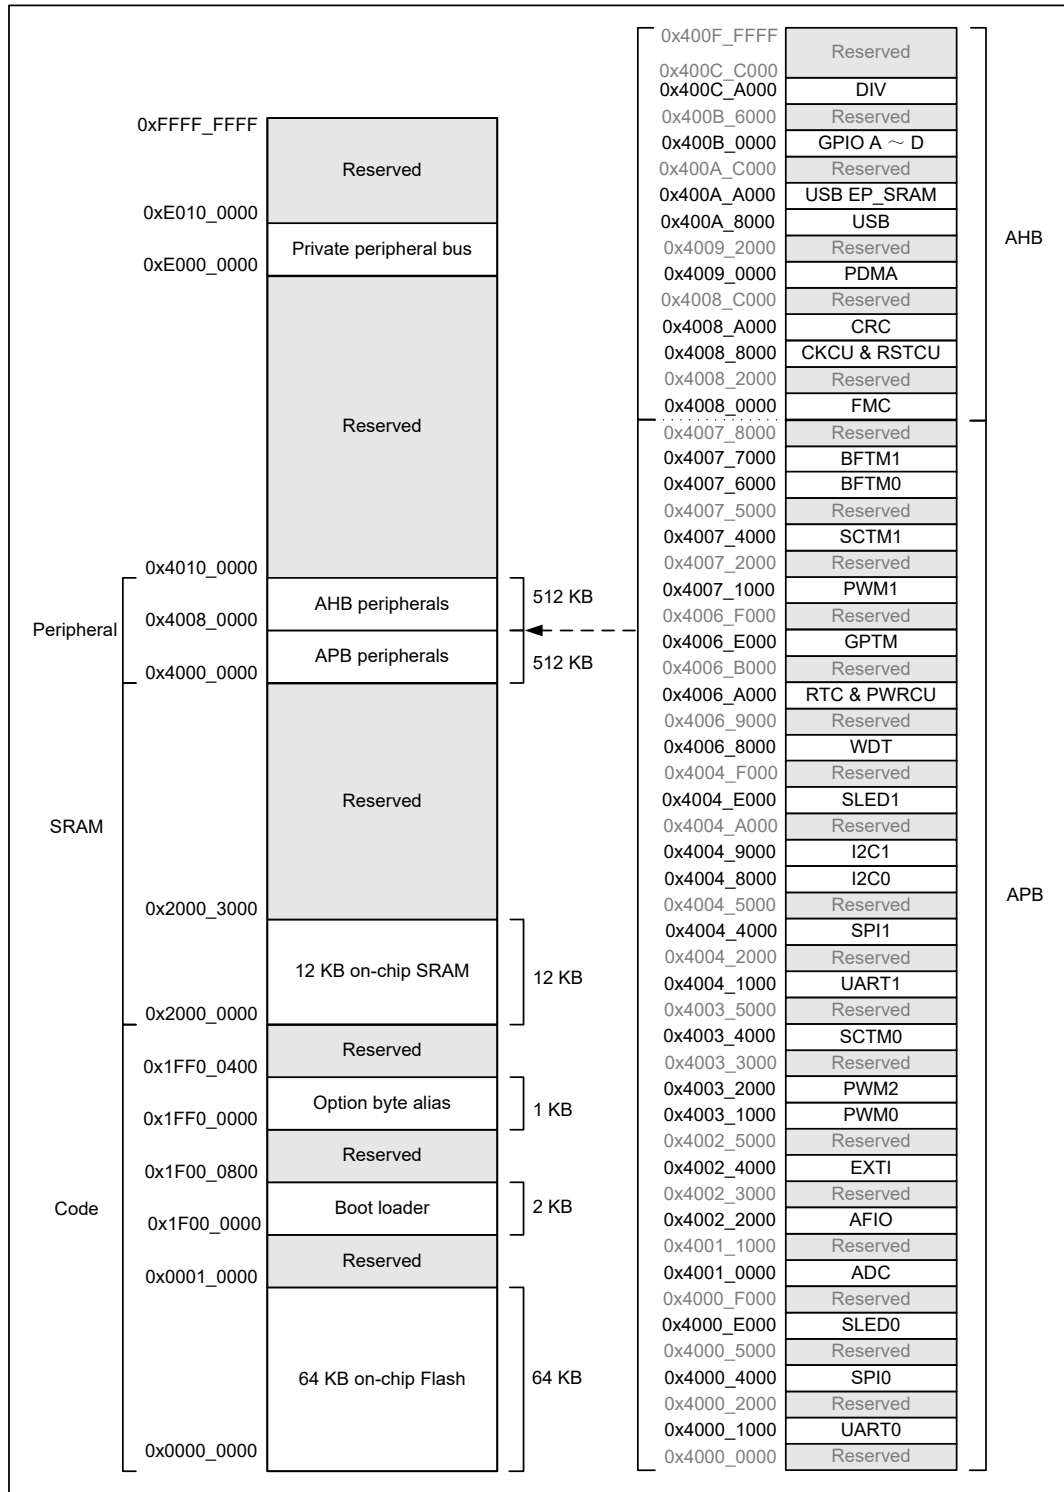 0xFFFF_FFFF
Reserved
0xE010_0000
Private peripheral bus
0xE000_0000
Reserved
0x4010_0000
AHB peripherals
512 KB
0x4008_0000
Peripheral
APB peripherals
512 KB
0x4000_0000
Reserved
SRAM
0x2000_3000
12 KB on-chip SRAM
12 KB
0x2000_0000
Reserved
0x1FF0_0400
Option byte alias
1 KB
0x1FF0_0000
Reserved
0x1F00_0800
Code
Boot loader
2 KB
0x1F00_0000
Reserved
0x0001_0000
64 KB on-chip Flash
64 KB
0x0000_0000
0x400F_FFFF
Reserved
0x400C_C000
0x400C_A000 DIV
0x400B_6000 Reserved
0x400B_0000 GPIO A ～ D
0x400A_C000 Reserved
0x400A_A000 USB EP_SRAM
0x400A_8000 USB
AHB
0x4009_2000 Reserved
0x4009_0000 PDMA
0x4008_C000 Reserved
0x4008_A000 CRC
0x4008_8000 CKCU & RSTCU
0x4008_2000 Reserved
0x4008_0000 FMC
0x4007_8000 Reserved
0x4007_7000 BFTM1
0x4007_6000 BFTM0
0x4007_5000 Reserved
0x4007_4000 SCTM1
0x4007_2000 Reserved
0x4007_1000 PWM1
0x4006_F000 Reserved
0x4006_E000 GPTM
0x4006_B000 Reserved
0x4006_A000 RTC & PWRCU
0x4006_9000 Reserved
0x4006_8000 WDT
0x4004_F000 Reserved
0x4004_E000 SLED1
0x4004_A000 Reserved
0x4004_9000 I2C1
0x4004_8000 I2C0
APB
0x4004_5000 Reserved
0x4004_4000 SPI1
0x4004_2000 Reserved
0x4004_1000 UART1
0x4003_5000 Reserved
0x4003_4000 SCTM0
0x4003_3000 Reserved
0x4003_2000 PWM2
0x4003_1000 PWM0
0x4002_5000 Reserved
0x4002_4000 EXTI
0x4002_3000 Reserved
0x4002_2000 AFIO
0x4001_1000 Reserved
0x4001_0000 ADC
0x4000_F000 Reserved
0x4000_E000 SLED0
0x4000_5000 Reserved
0x4000_4000 SPI0
0x4000_2000 Reserved
0x4000_1000 UART0
0x4000_0000 Reserved